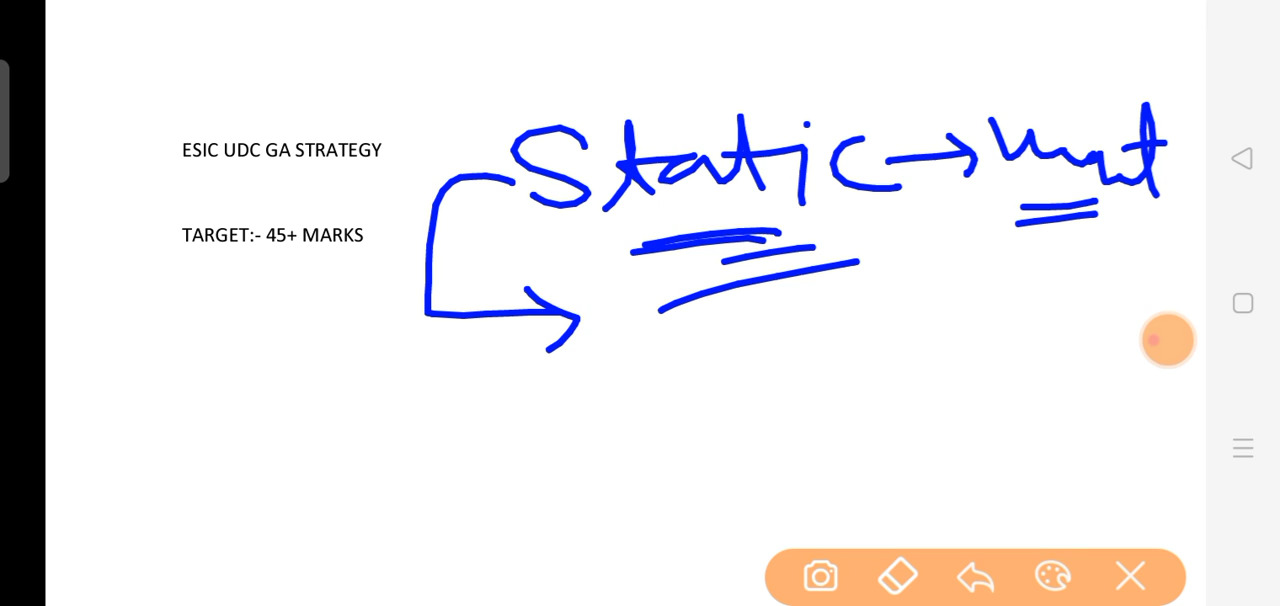 ESIC UDC GA STRATEGY
Static →
TARGET:- 45+ MARKS